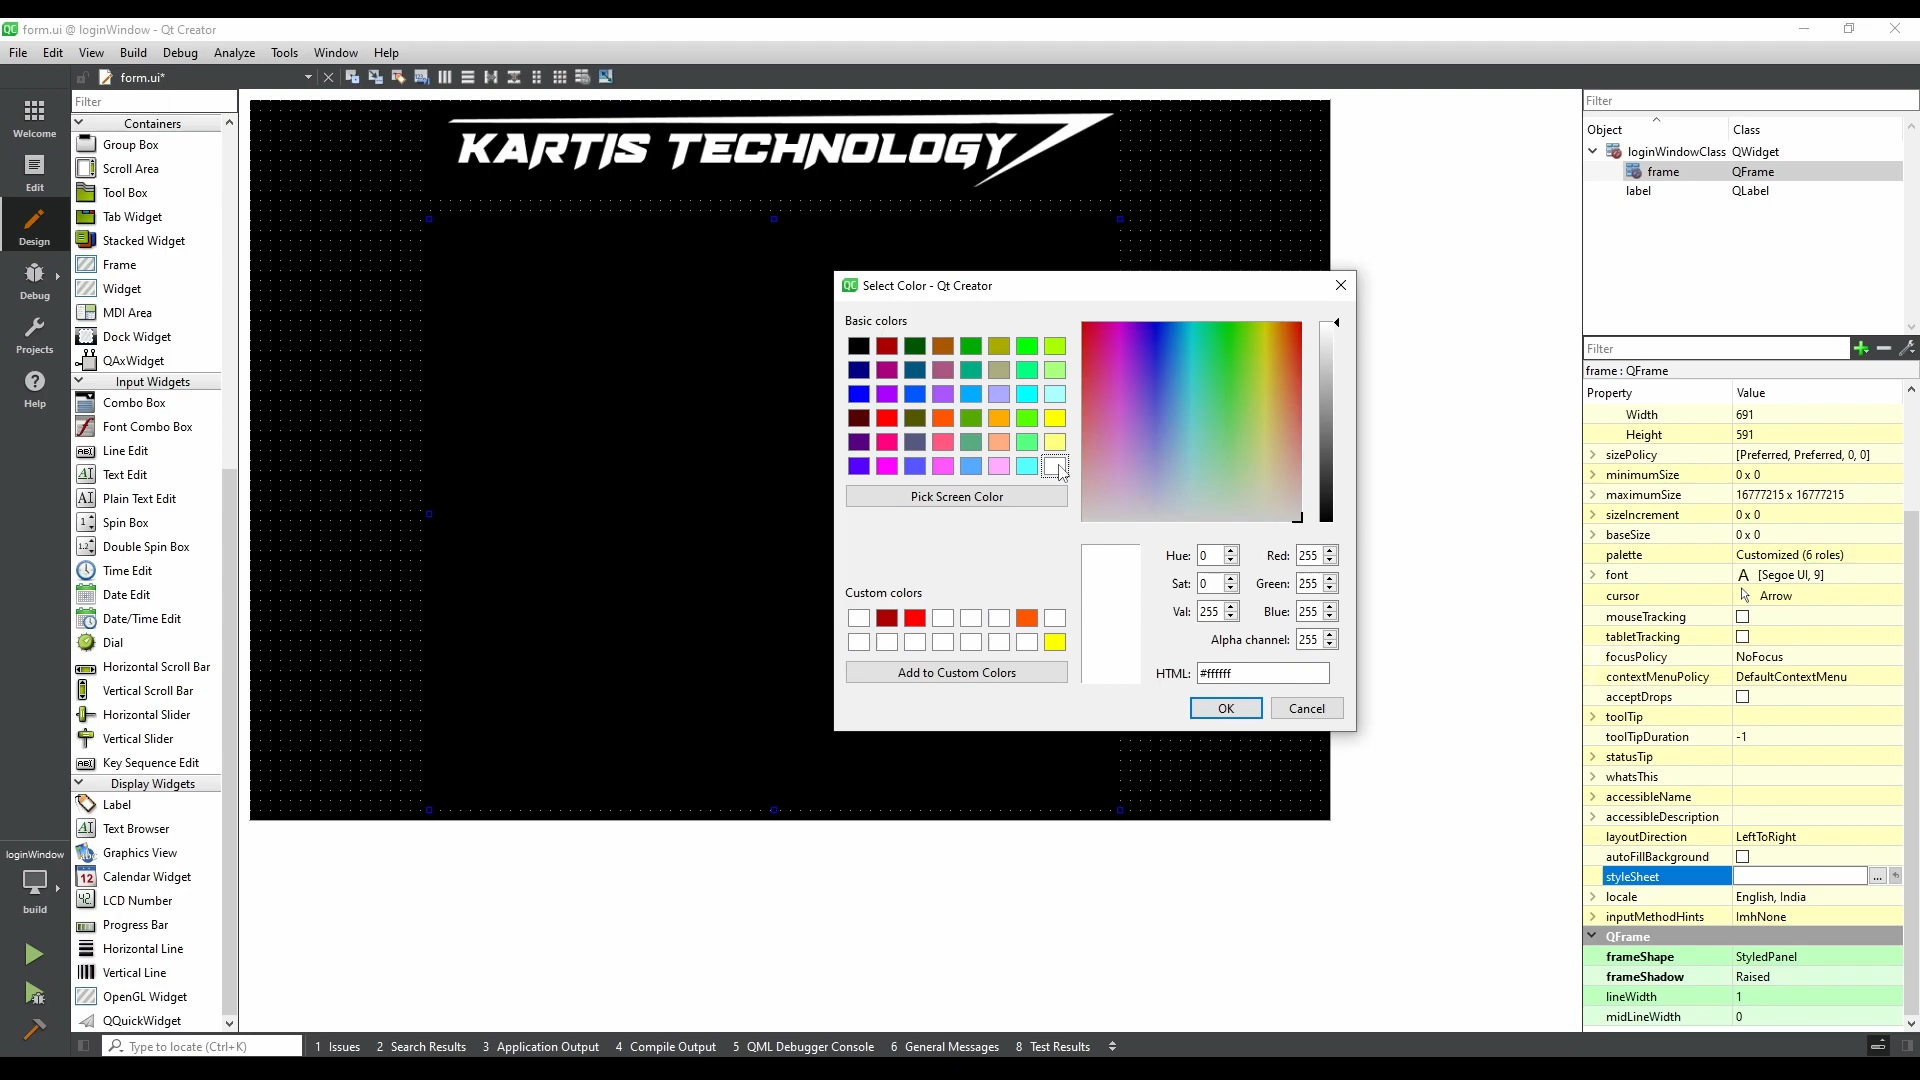 form.ui @ loginWindow - Qt Creator
File Edit View Build Debug Analyze Tools Window Help
form.ui*
Welcome
Edit
Design
Debug
Projects
Help
loginWindow
build
Filter
Containers
Group Box
Scroll Area
Tool Box
Tab Widget
Stacked Widget
Frame
Widget
MDI Area
Dock Widget
QAxWidget
Input Widgets
Combo Box
Font Combo Box
Line Edit
Text Edit
Plain Text Edit
Spin Box
Double Spin Box
Time Edit
Date Edit
Date/Time Edit
Dial
Horizontal Scroll Bar
Vertical Scroll Bar
Horizontal Slider
Vertical Slider
Key Sequence Edit
Display Widgets
Label
Text Browser
Graphics View
Calendar Widget
LCD Number
Progress Bar
Horizontal Line
Vertical Line
OpenGL Widget
QQuickWidget
KARTIS TECHNOLOGY
Select Color - Qt Creator
Basic colors
Pick Screen Color
Custom colors
Add to Custom Colors
Hue: 0 Red: 255
Sat: 0 Green: 255
Val: 255 Blue: 255
Alpha channel: 255
HTML: #ffffff
OK Cancel
Filter
Object Class
loginWindowClass QWidget
frame QFrame
label QLabel
Filter
frame : QFrame
Property Value
Width 691
Height 591
sizePolicy [Preferred, Preferred, 0, 0]
minimumSize 0 x 0
maximumSize 16777215 x 16777215
sizeIncrement 0 x 0
baseSize 0 x 0
palette Customized (6 roles)
font A [Segoe UI, 9]
cursor Arrow
mouseTracking
tabletTracking
focusPolicy NoFocus
contextMenuPolicy DefaultContextMenu
acceptDrops
toolTip
toolTipDuration -1
statusTip
whatsThis
accessibleName
accessibleDescription
layoutDirection LeftToRight
autoFillBackground
styleSheet ...
locale English, India
inputMethodHints ImhNone
QFrame
frameShape StyledPanel
frameShadow Raised
lineWidth 1
midLineWidth 0
Type to locate (Ctrl+K) 1 Issues 2 Search Results 3 Application Output 4 Compile Output 5 QML Debugger Console 6 General Messages 8 Test Results